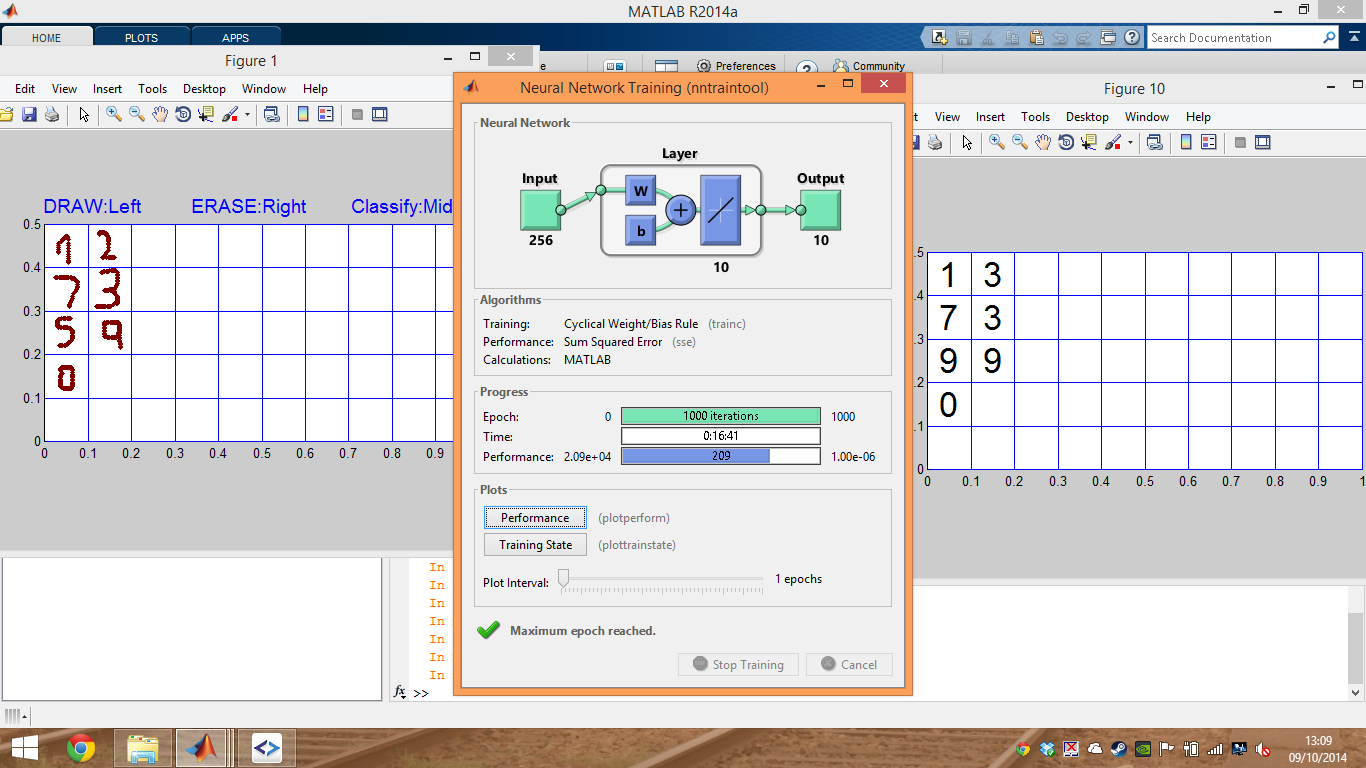 MATLAB R2014a
HOME PLOTS APPS
Search Documentation
Preferences
Community
Figure 1
Edit View Insert Tools Desktop Window Help
DRAW:Left ERASE:Right Classify:Mid
0.5
0.4
0.3
0.2
0.1
0
0 0.1 0.2 0.3 0.4 0.5 0.6 0.7 0.8 0.9
1 2
7 3
5 9
0
Neural Network Training (nntraintool)
Neural Network
Layer
Input
Output
W
b
+
256
10
10
Algorithms
Training: Cyclical Weight/Bias Rule (trainc)
Performance: Sum Squared Error (sse)
Calculations: MATLAB
Progress
Epoch: 0 1000 iterations 1000
Time: 0:16:41
Performance: 2.09e+04 209 1.00e-06
Plots
Performance (plotperform)
Training State (plottrainstate)
Plot Interval: 1 epochs
Maximum epoch reached.
Stop Training Cancel
Figure 10
View Insert Tools Desktop Window Help
1 3
7 3
9 9
0
.5
.4
.3
.2
.1
0
0 0.1 0.2 0.3 0.4 0.5 0.6 0.7 0.8 0.9 1
In
In
In
In
In
In
In
fx >>
13:09
09/10/2014